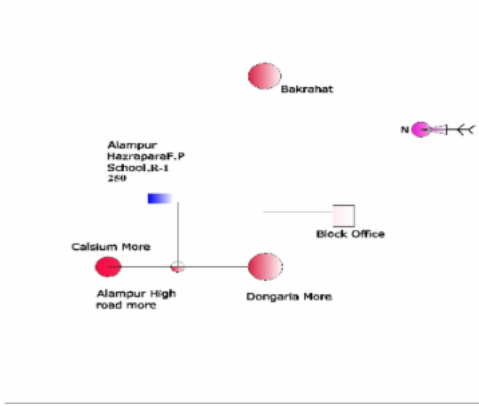 Bakrahat
N
Alampur
HazraparaF.P
School,R-1
250
Block Office
Calsium More
Alampur High
road more
Dongaria More